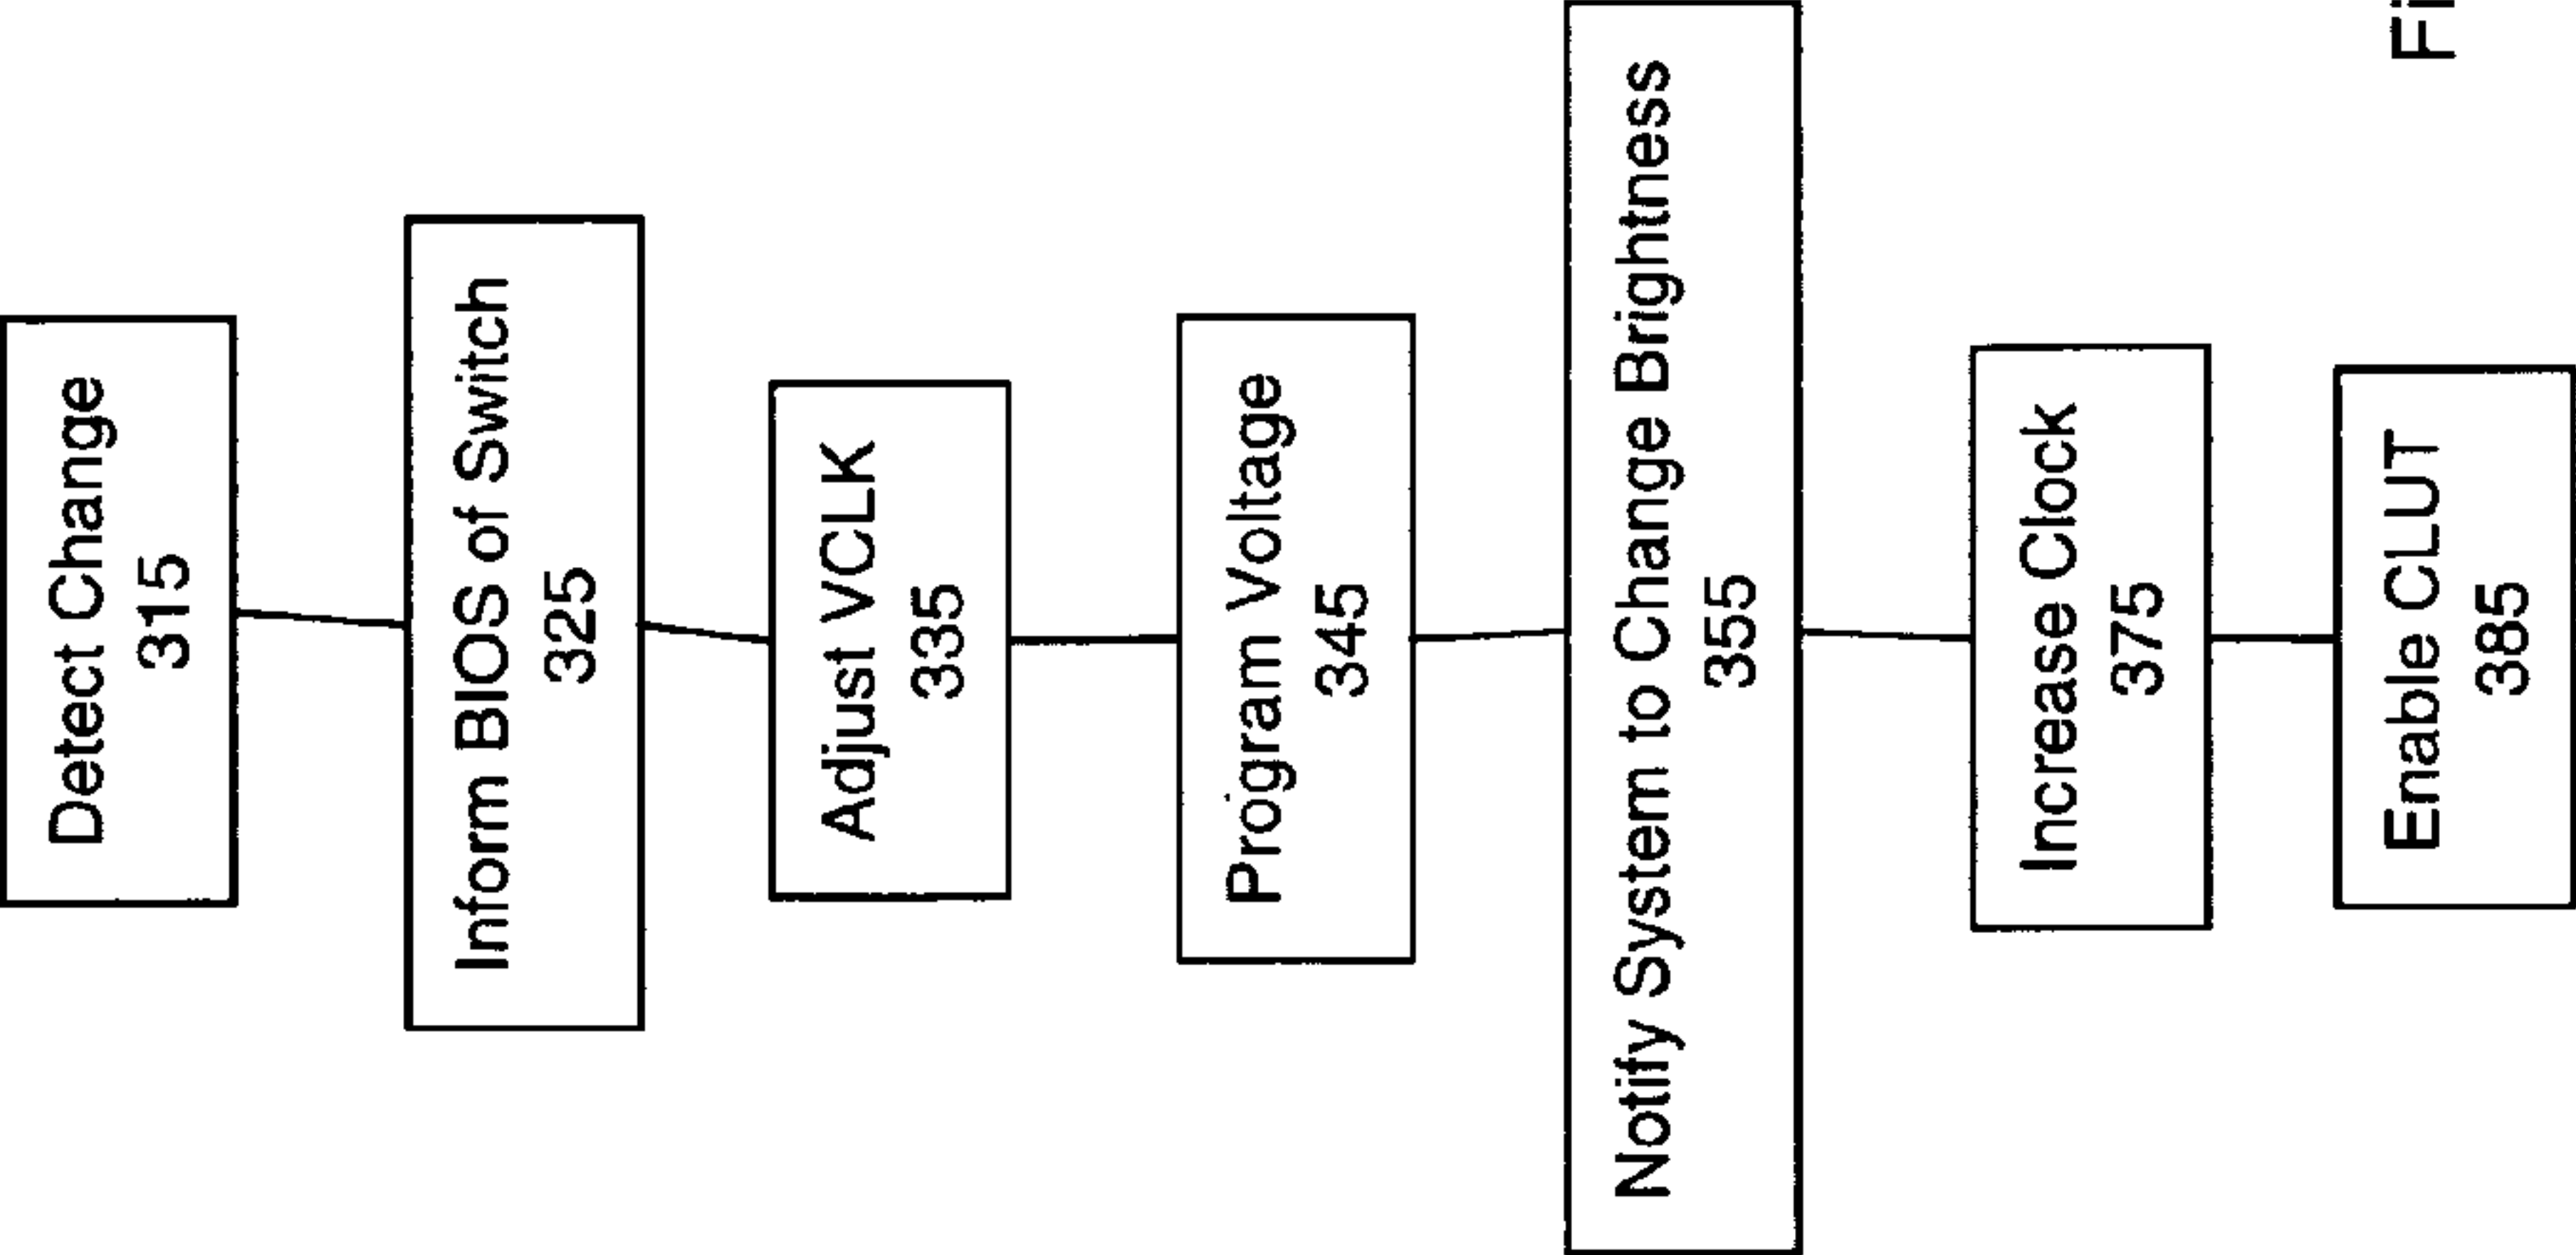 Detect Change
315
Inform BIOS of Switch
325
Adjust VCLK
335
Program Voltage
345
Notify System to Change Brightness
355
Increase Clock
375
Enable CLUT
385